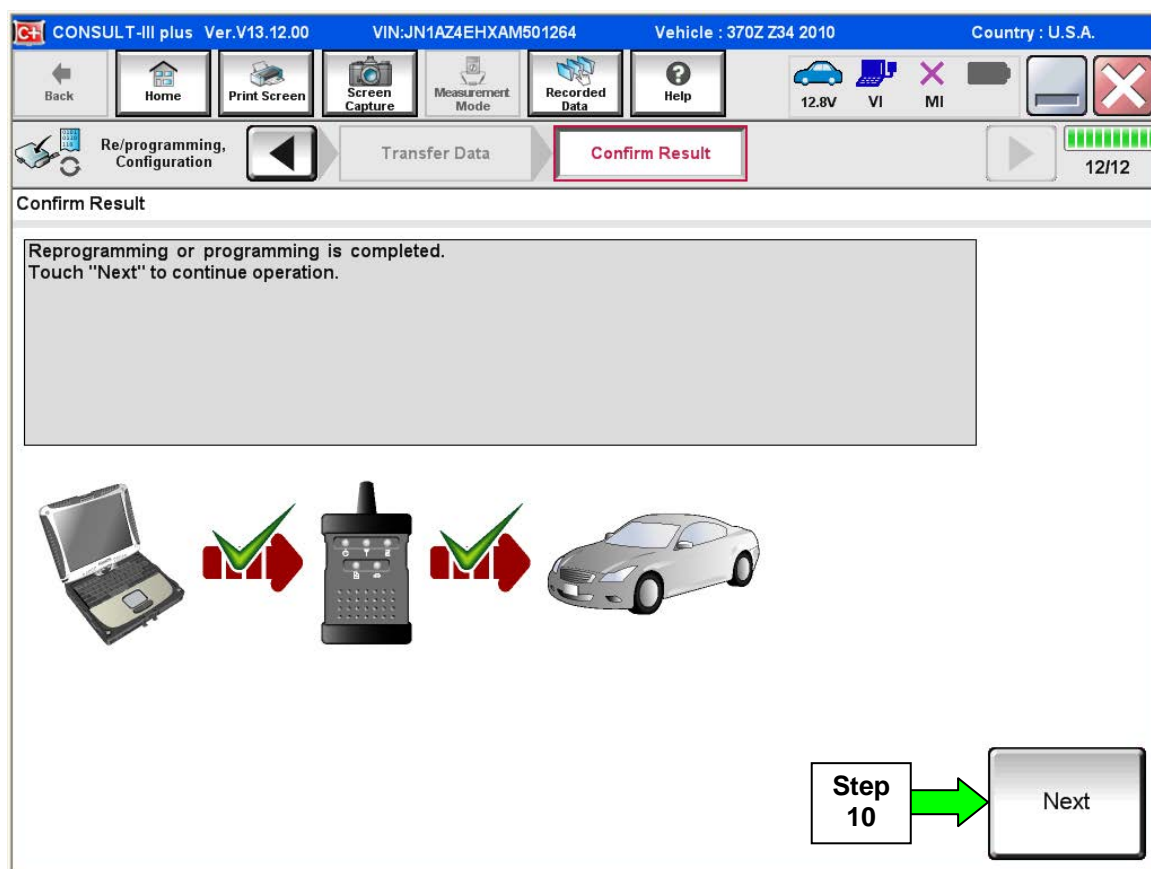 C+ CONSULT-III plus Ver.V13.12.00 VIN:JN1AZ4EHXAM501264 Vehicle : 370Z Z34 2010 Country : U.S.A.
Back
Home
Print Screen
Screen
Capture
Measurement
Mode
Recorded
Data
Help
12.8V
VI
MI
Re/programming,
Configuration
Transfer Data
Confirm Result
12/12
Confirm Result
Reprogramming or programming is completed.
Touch "Next" to continue operation.
Step
10
Next